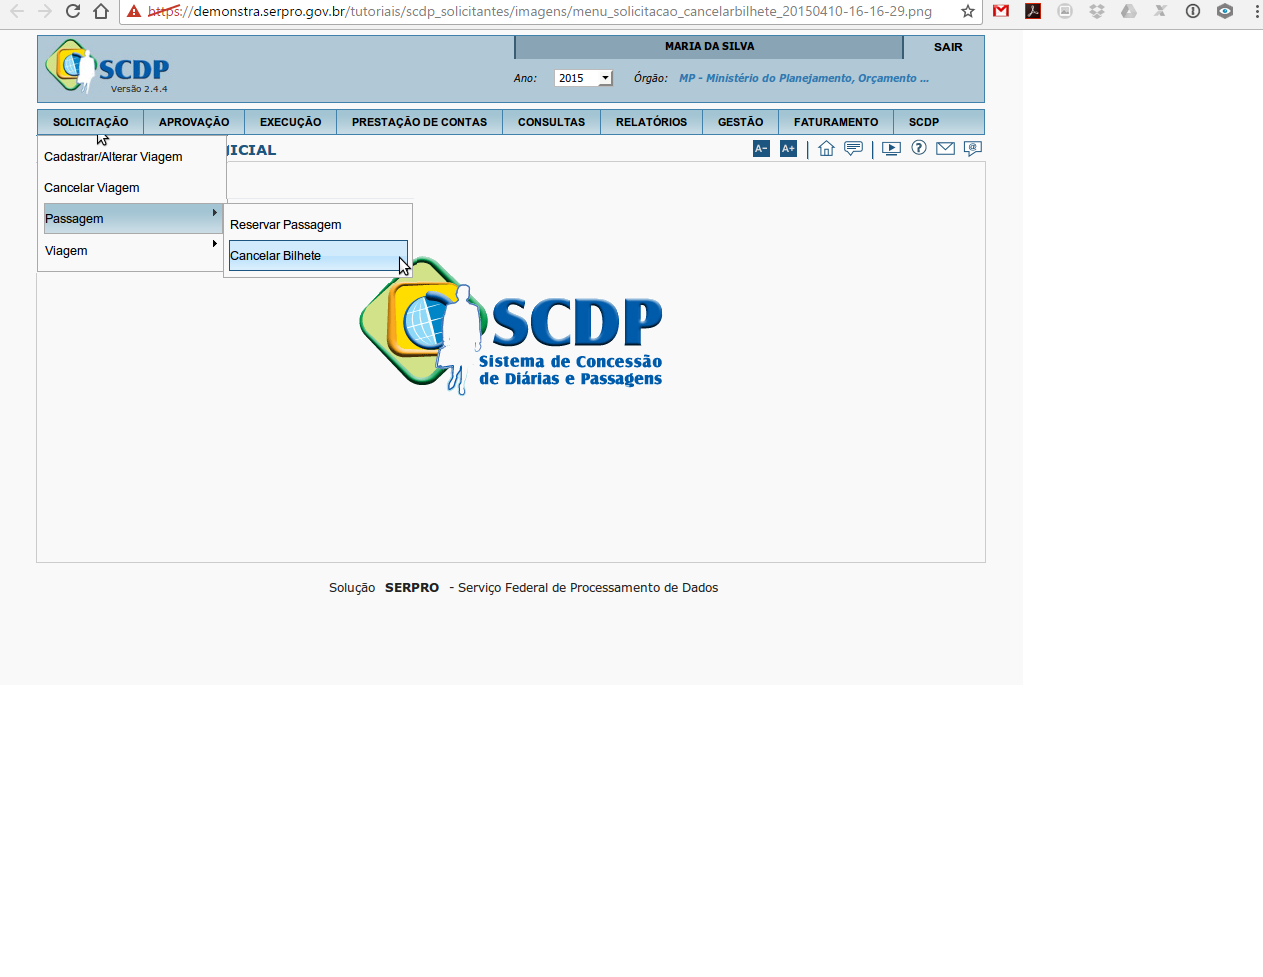 https://demonstra.serpro.gov.br/tutoriais/scdp_solicitantes/imagens/menu_solicitacao_cancelarbilhete_20150410-16-16-29.png
SCDP
Versão 2.4.4
MARIA DA SILVA
SAIR
Ano: 2015 Órgão: MP - Ministério do Planejamento, Orçamento ...
SOLICITAÇÃO APROVAÇÃO EXECUÇÃO PRESTAÇÃO DE CONTAS CONSULTAS RELATÓRIOS GESTÃO FATURAMENTO SCDP
A- A+
Cadastrar/Alterar Viagem
Cancelar Viagem
Passagem
Viagem
Reservar Passagem
Cancelar Bilhete
SCDP
Sistema de Concessão
de Diárias e Passagens
Solução SERPRO - Serviço Federal de Processamento de Dados